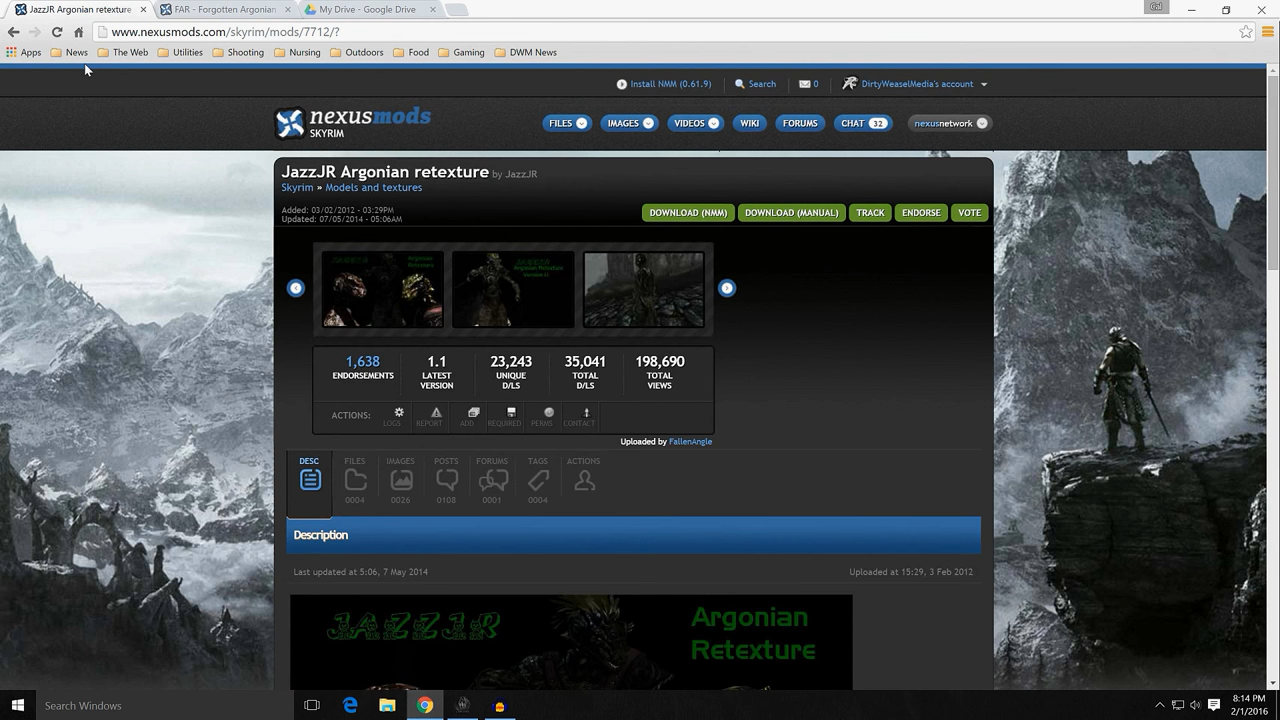 JazzJR Argonian retexture
FAR - Forgotten Argonian
My Drive - Google Drive
www.nexusmods.com/skyrim/mods/7712/?
Apps News The Web Utilities Shooting Nursing Outdoors Food Gaming DWM News
Install NMM (0.61.9) Search 0 DirtyWeaselMedia's account
nexusmods
SKYRIM
FILES IMAGES VIDEOS WIKI FORUMS CHAT 32 nexusnetwork
JazzJR Argonian retexture by JazzJR
Skyrim » Models and textures
Added: 03/02/2012 - 03:29PM
Updated: 07/05/2014 - 05:06AM
DOWNLOAD (NMM) DOWNLOAD (MANUAL) TRACK ENDORSE VOTE
1,638 1.1 23,243 35,041 198,690
ENDORSEMENTS LATEST UNIQUE TOTAL TOTAL
VERSION D/LS D/LS VIEWS
ACTIONS: LOGS REPORT ADD REQUIRED PERMS CONTACT
Uploaded by FallenAngle
DESC FILES IMAGES POSTS FORUMS TAGS ACTIONS
0004 0026 0108 0001 0004
Description
Last updated at 5:06, 7 May 2014 Uploaded at 15:29, 3 Feb 2012
JAZZJR
Argonian
Retexture
Search Windows
8:14 PM
2/1/2016